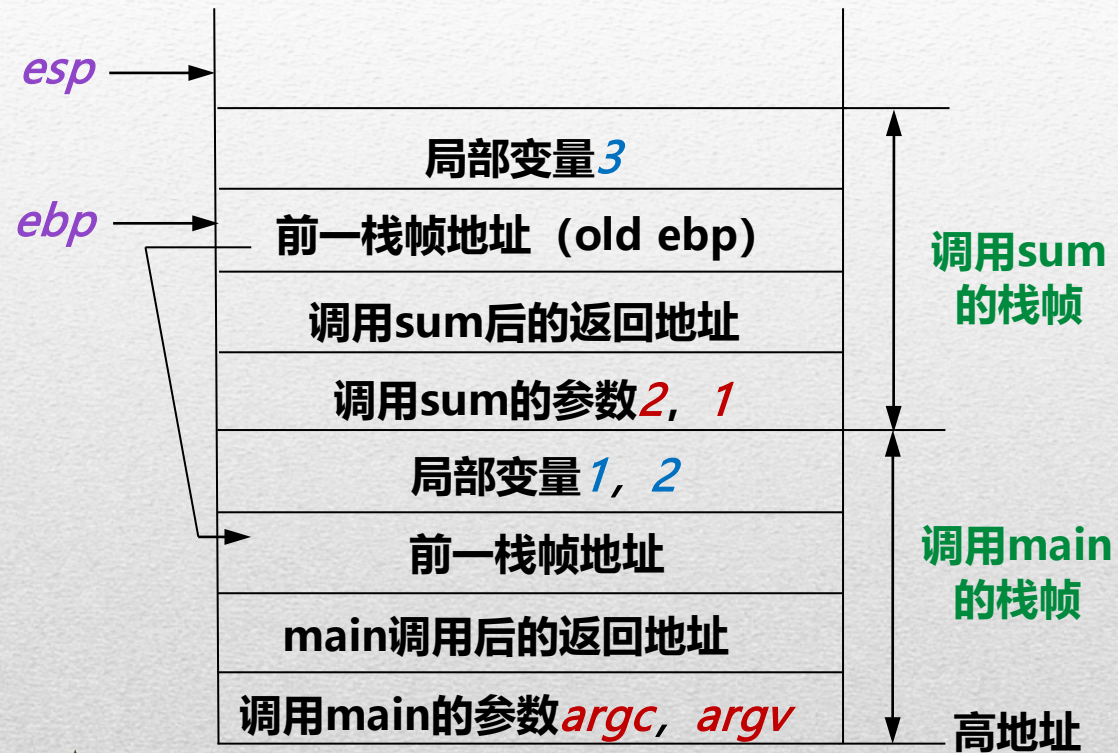 esp
局部变量3
ebp
前一栈帧地址（old ebp）
调用sum
的栈帧
调用sum后的返回地址
调用sum的参数2，1
局部变量1，2
前一栈帧地址
调用main
的栈帧
main调用后的返回地址
调用main的参数argc，argv
高地址